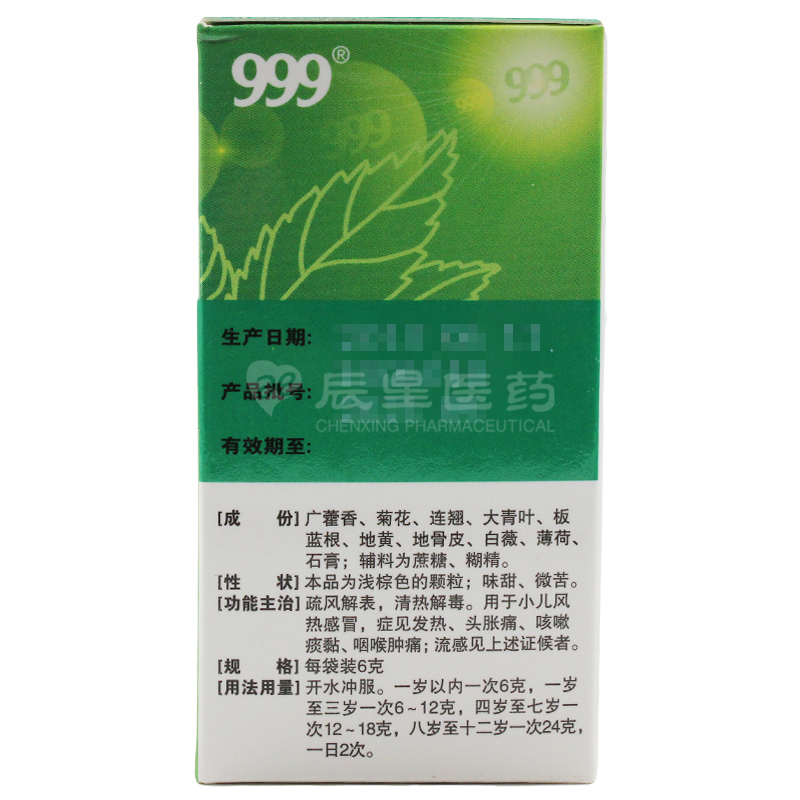 999®
999
999
999
生产日期:
产品批号:
有效期至:
辰星医药
CHENXING PHARMACEUTICAL
[成 份]广藿香、菊花、连翘、大青叶、板
蓝根、地黄、地骨皮、白薇、薄荷、
石膏；辅料为蔗糖、糊精。
[性 状]本品为浅棕色的颗粒；味甜、微苦。
[功能主治]疏风解表，清热解毒。用于小儿风
热感冒，症见发热、头胀痛、咳嗽
痰黏、咽喉肿痛；流感见上述证候者。
[规 格]每袋装6克
[用法用量]开水冲服。一岁以内一次6克，一岁
至三岁一次6~12克，四岁至七岁一
次12~18克，八岁至十二岁一次24克，
一日2次。